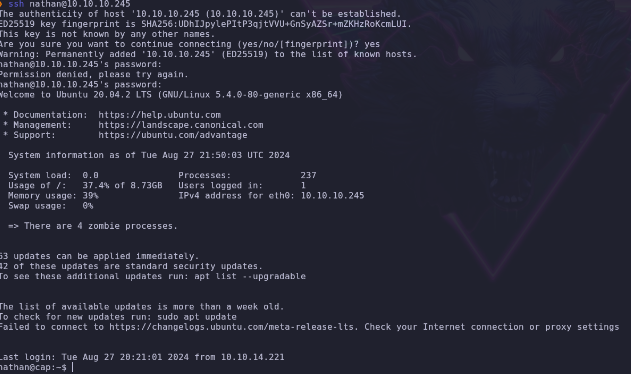 ssh nathan@10.10.10.245
The authenticity of host '10.10.10.245 (10.10.10.245)' can't be established.
ED25519 key fingerprint is SHA256:UDhIJpylePItP3qjtVVU+GnSyAZSr+mZKHzRoKcmLUI.
This key is not known by any other names.
Are you sure you want to continue connecting (yes/no/[fingerprint])? yes
Warning: Permanently added '10.10.10.245' (ED25519) to the list of known hosts.
nathan@10.10.10.245's password:
Permission denied, please try again.
nathan@10.10.10.245's password:
Welcome to Ubuntu 20.04.2 LTS (GNU/Linux 5.4.0-80-generic x86_64)
* Documentation: https://help.ubuntu.com
* Management: https://landscape.canonical.com
* Support: https://ubuntu.com/advantage
System information as of Tue Aug 27 21:50:03 UTC 2024
System load: 0.0 Processes: 237
Usage of /: 37.4% of 8.73GB Users logged in: 1
Memory usage: 39% IPv4 address for eth0: 10.10.10.245
Swap usage: 0%
=> There are 4 zombie processes.
63 updates can be applied immediately.
42 of these updates are standard security updates.
To see these additional updates run: apt list --upgradable
The list of available updates is more than a week old.
To check for new updates run: sudo apt update
Failed to connect to https://changelogs.ubuntu.com/meta-release-lts. Check your Internet connection or proxy settings
Last login: Tue Aug 27 20:21:01 2024 from 10.10.14.221
nathan@cap:~$